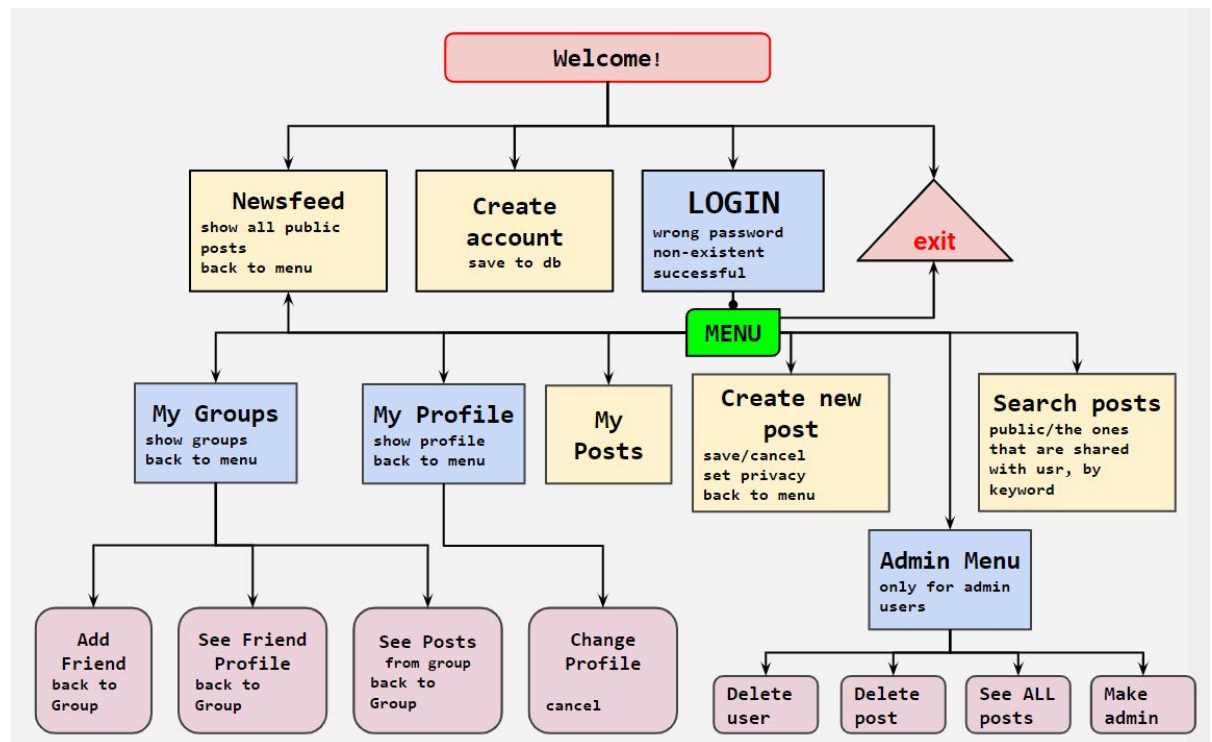 Welcome!
Newsfeed
show all public
posts
back to menu
Create
account
save to db
LOGIN
wrong password
non-existent
successful
exit
MENU
My Groups
show groups
back to menu
My Profile
show profile
back to menu
My
Posts
Create new
post
save/cancel
set privacy
back to menu
Search posts
public/the ones
that are shared
with usr, by
keyword
Admin Menu
only for admin
users
Add
Friend
back to
Group
See Friend
Profile
back to
Group
See Posts
from group
back to
Group
Change
Profile
cancel
Delete
user
Delete
post
See ALL
posts
Make
admin